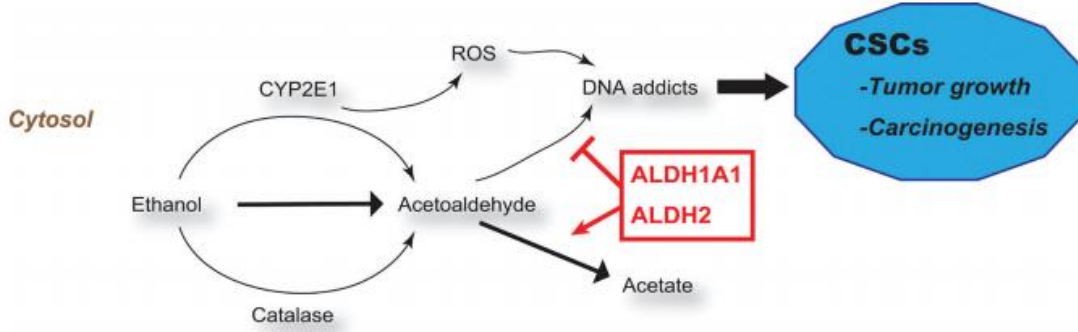 CSCs
-Tumor growth
-Carcinogenesis
ROS
CYP2E1
DNA addicts
Cytosol
ALDH1A1
ALDH2
Ethanol
Acetoaldehyde
Acetate
Catalase